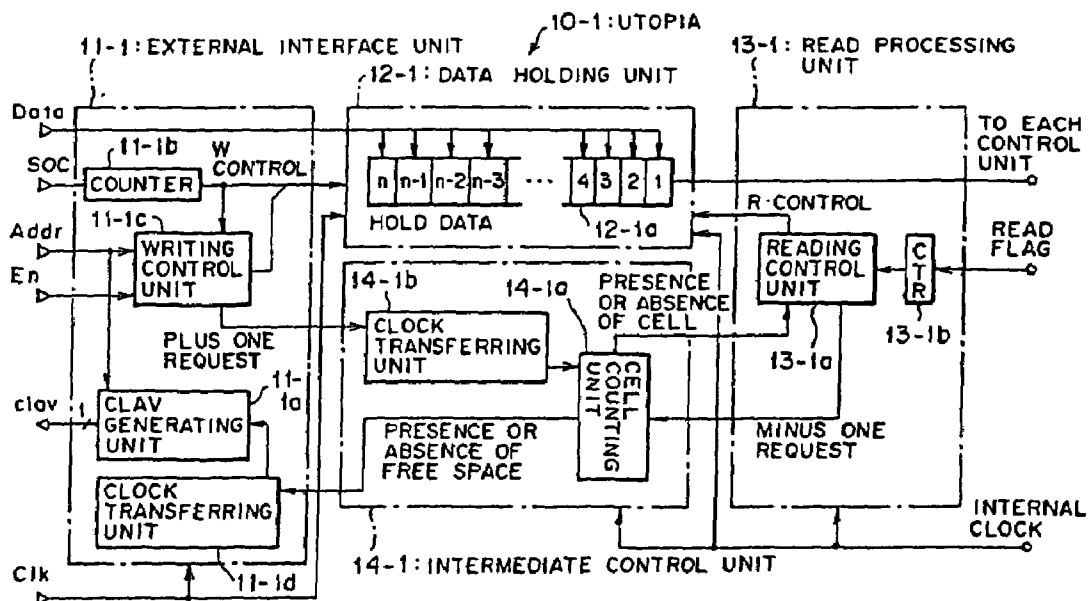 10-1: UTOPIA
11-1: EXTERNAL INTERFACE UNIT
13-1: READ PROCESSING
UNIT
12-1: DATA HOLDING UNIT
Data
SOC
11-1b
COUNTER
W
CONTROL
n n-1 n-2 n-3 ... 4 3 2 1
HOLD DATA
12-1a
TO EACH
CONTROL
UNIT
R·CONTROL
11-1c
Addr
En
WRITING
CONTROL
UNIT
READING
CONTROL
UNIT
CTR
READ
FLAG
13-1a
13-1b
PLUS ONE
REQUEST
14-1b
CLOCK
TRANSFERRING
UNIT
14-1a
CELL
COUNTING
UNIT
PRESENCE
OR ABSENCE
OF CELL
11-
1a
clav
1
CLAV
GENERATING
UNIT
PRESENCE OR
ABSENCE OF
FREE SPACE
MINUS ONE
REQUEST
CLOCK
TRANSFERRING
UNIT
INTERNAL
CLOCK
Clk
11-1d
14-1: INTERMEDIATE CONTROL UNIT